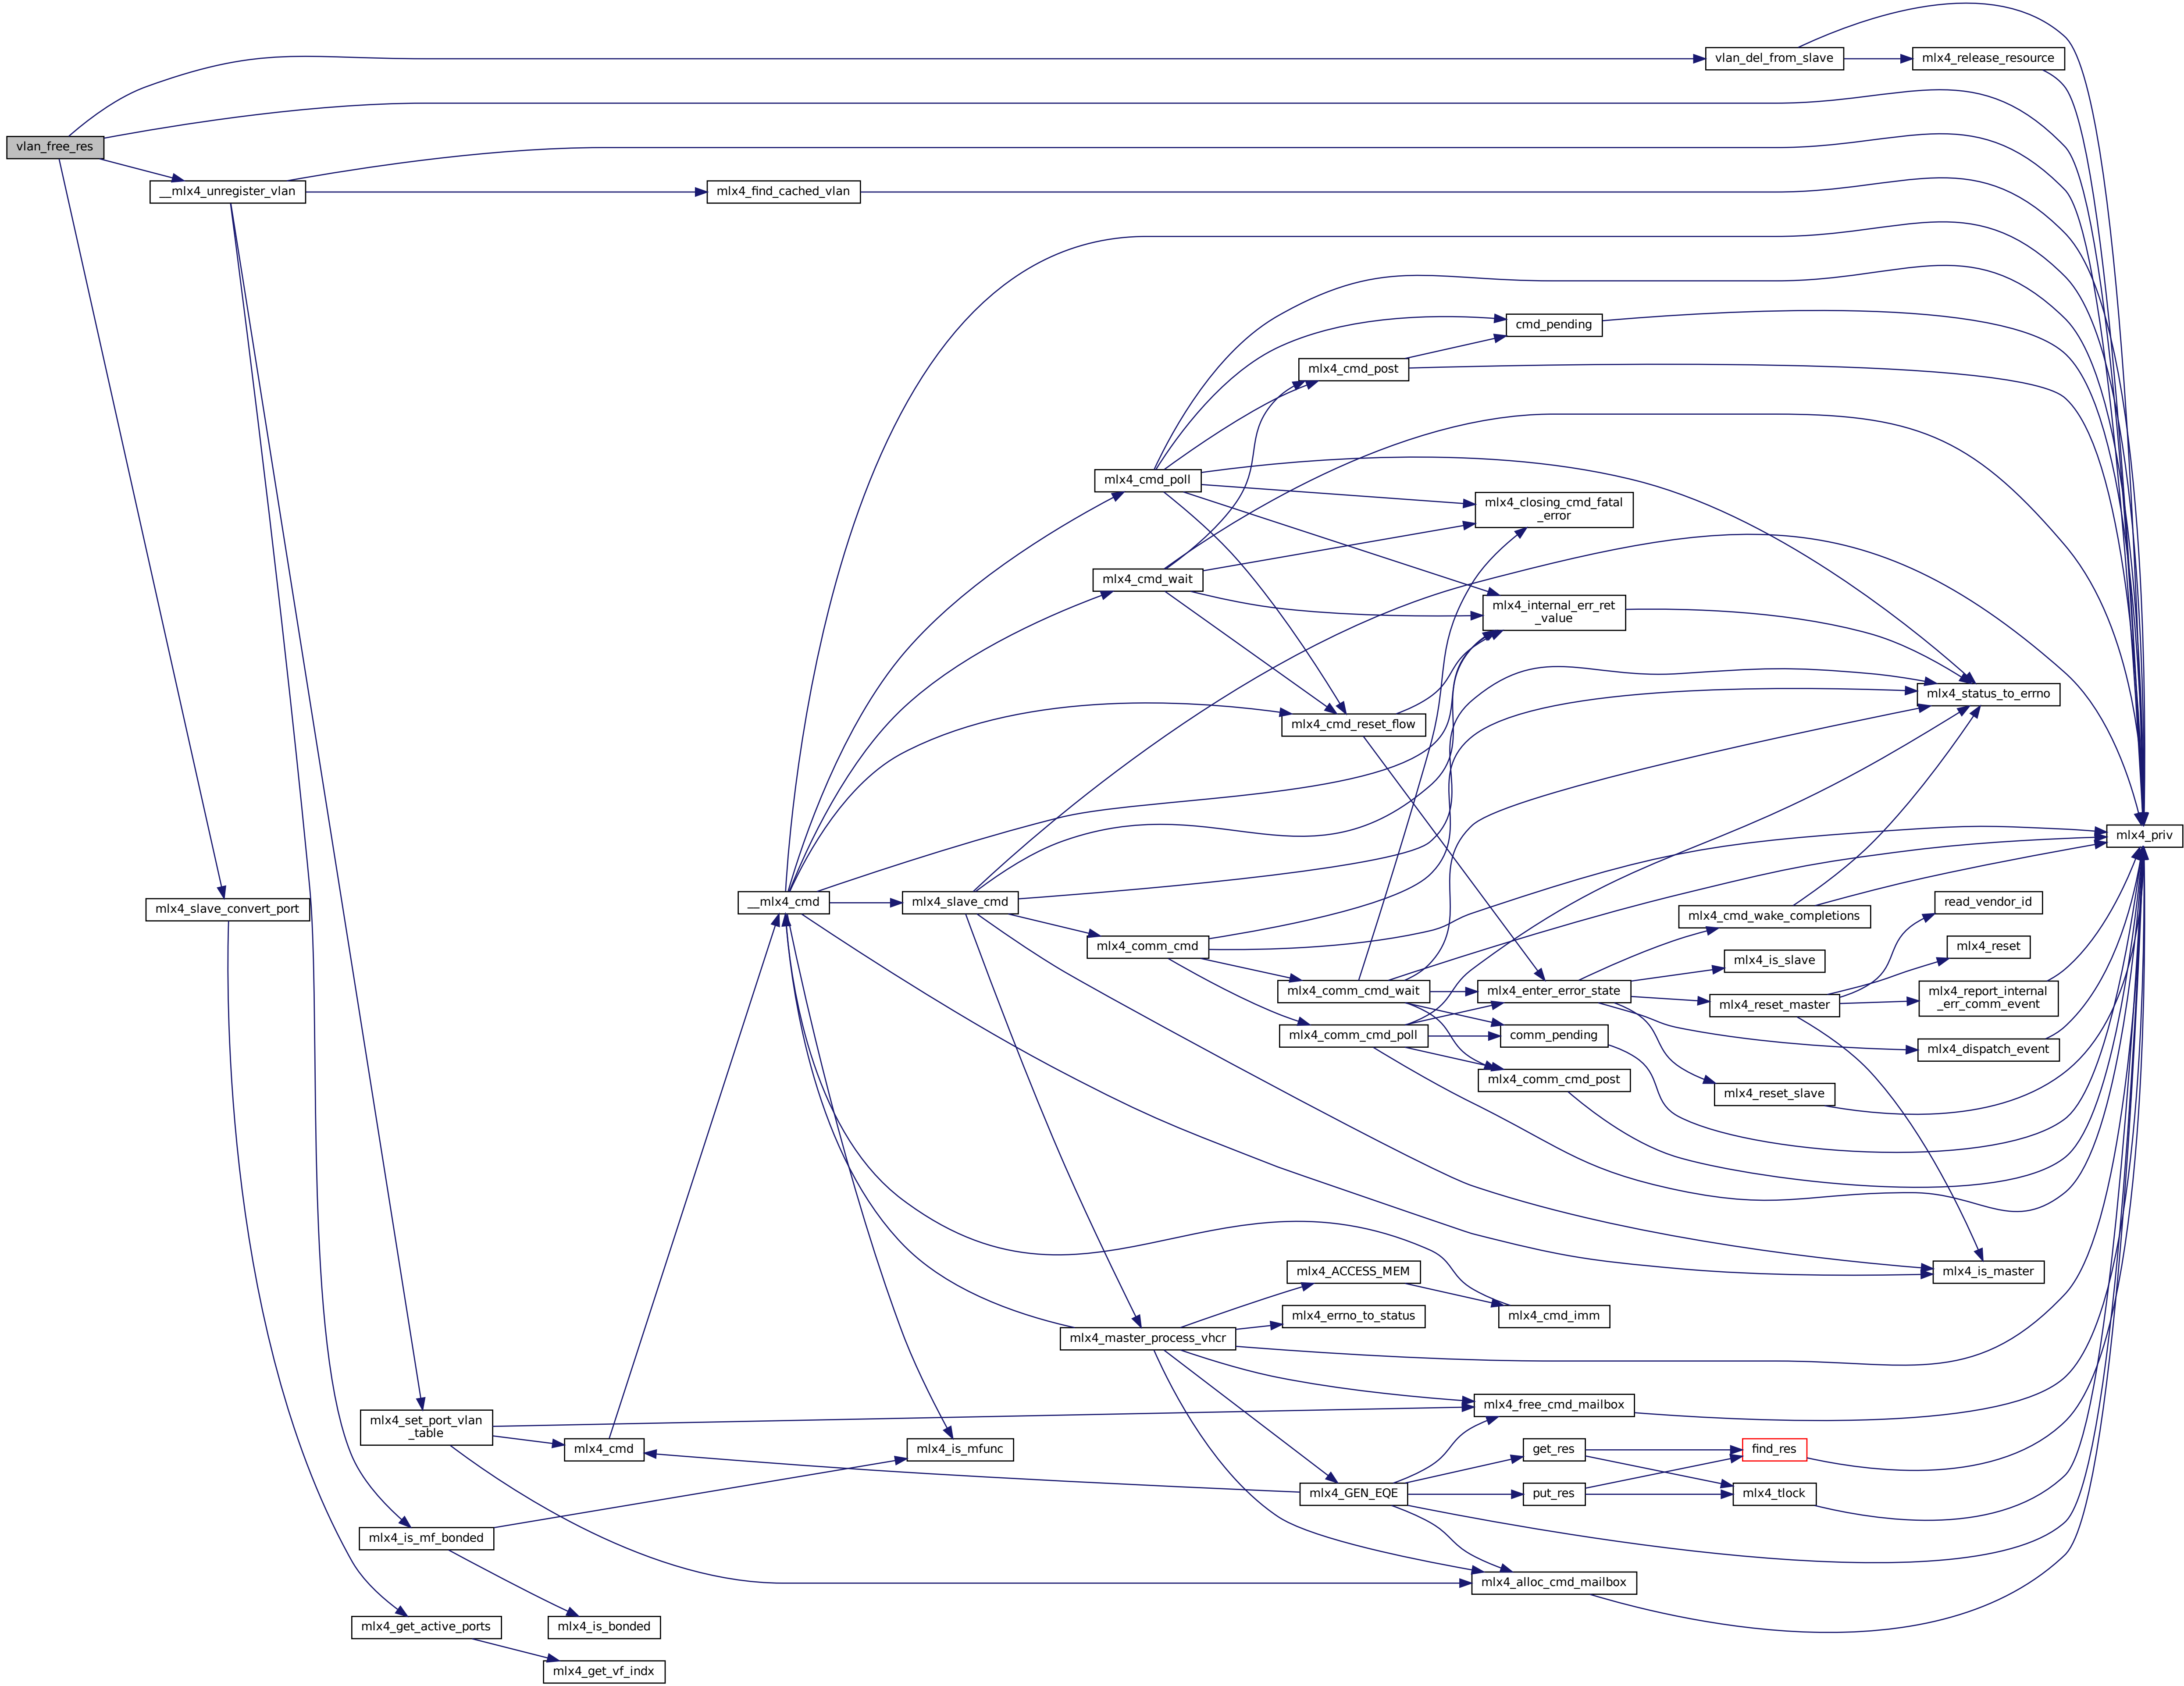 vlan_del_from_slave
mlx4_release_resource
vlan_free_res
__mlx4_unregister_vlan
mlx4_find_cached_vlan
cmd_pending
mlx4_cmd_post
mlx4_cmd_poll
mlx4_closing_cmd_fatal
_error
mlx4_cmd_wait
mlx4_internal_err_ret
_value
mlx4_status_to_errno
mlx4_cmd_reset_flow
mlx4_priv
mlx4_slave_convert_port
__mlx4_cmd
mlx4_slave_cmd
read_vendor_id
mlx4_cmd_wake_completions
mlx4_comm_cmd
mlx4_reset
mlx4_is_slave
mlx4_comm_cmd_wait
mlx4_enter_error_state
mlx4_reset_master
mlx4_report_internal
_err_comm_event
mlx4_comm_cmd_poll
comm_pending
mlx4_dispatch_event
mlx4_comm_cmd_post
mlx4_reset_slave
mlx4_ACCESS_MEM
mlx4_is_master
mlx4_errno_to_status
mlx4_cmd_imm
mlx4_master_process_vhcr
mlx4_free_cmd_mailbox
mlx4_set_port_vlan
_table
mlx4_cmd
mlx4_is_mfunc
get_res
find_res
mlx4_GEN_EQE
put_res
mlx4_tlock
mlx4_is_mf_bonded
mlx4_alloc_cmd_mailbox
mlx4_get_active_ports
mlx4_is_bonded
mlx4_get_vf_indx